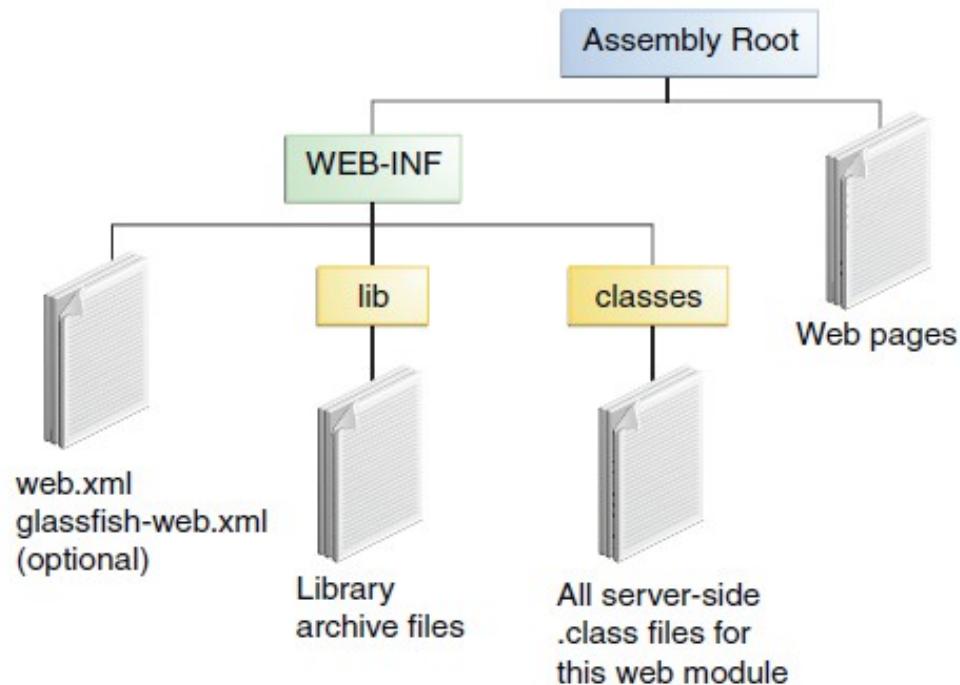 Assembly Root
WEB-INF
lib
classes
Web pages
web.xml
glassfish-web.xml
(optional)
Library
archive files
All server-side
.class files for
this web module